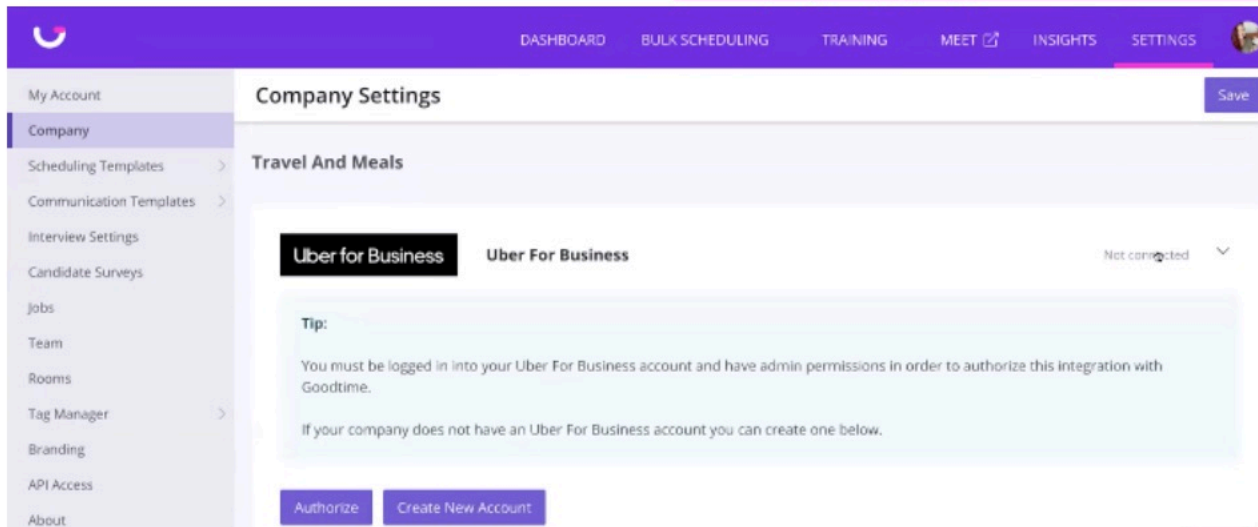 DASHBOARD BULK SCHEDULING TRAINING MEET INSIGHTS SETTINGS
My Account
Company
Scheduling Templates
Communication Templates
Interview Settings
Candidate Surveys
Jobs
Team
Rooms
Tag Manager
Branding
API Access
About
Company Settings
Save
Travel And Meals
Uber for Business
Uber For Business
Not connected
Tip:
You must be logged in into your Uber For Business account and have admin permissions in order to authorize this integration with
Goodtime.
If your company does not have an Uber For Business account you can create one below.
Authorize
Create New Account